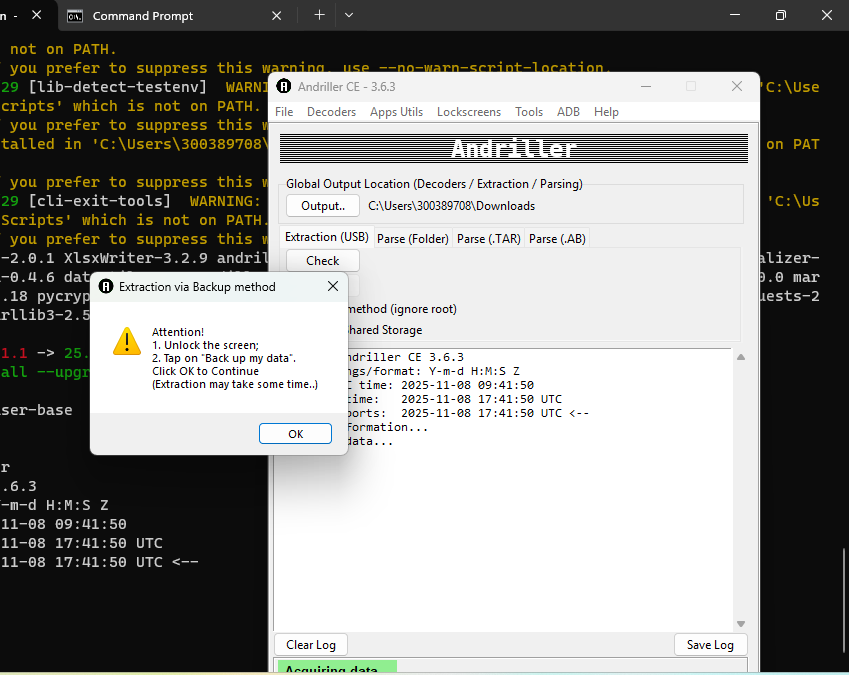 n -
Command Prompt
not on PATH.
you prefer to suppress this warning, use --no-warn-script-location.
29 [lib-detect-testenv] WARNI
'C:\Use
cripts' which is not on PATH.
you prefer to suppress this w
talled in 'C:\Users\300389708\
on PAT
you prefer to suppress this w
29 [cli-exit-tools] WARNING:
'C:\Us
Scripts' which is not on PATH.
you prefer to suppress this w
-2.0.1 XlsxWriter-3.2.9 andril
alizer-
-0.4.6 dat
0.0 mar
.18 pycryp
uests-2
rllib3-2.5
1.1 -> 25.
all --upgr
ser-base
r
.6.3
-m-d H:M:S Z
11-08 09:41:50
11-08 17:41:50 UTC
11-08 17:41:50 UTC <--
Andriller CE - 3.6.3
File Decoders Apps Utils Lockscreens Tools ADB Help
Andriller
Global Output Location (Decoders / Extraction / Parsing)
Output.. C:\Users\300389708\Downloads
Extraction (USB) Parse (Folder) Parse (.TAR) Parse (.AB)
Check
method (ignore root)
hared Storage
ndriller CE 3.6.3
ngs/format: Y-m-d H:M:S Z
C time: 2025-11-08 09:41:50
time: 2025-11-08 17:41:50 UTC
ports: 2025-11-08 17:41:50 UTC <--
formation...
data...
Clear Log Save Log
Acquiring data
Extraction via Backup method
Attention!
1. Unlock the screen;
2. Tap on "Back up my data".
Click OK to Continue
(Extraction may take some time..)
OK